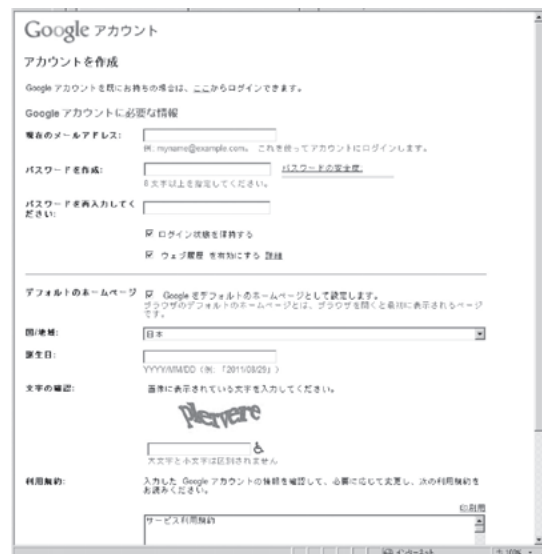 Google アカウント
アカウントを作成
Google アカウントを既にお持ちの場合は、ここからログインできます。
Google アカウントに必要な情報
現在のメールアドレス:
例: myname@example.com。 これを使ってアカウントにログインします。
パスワードを作成:
パスワードの安全度:
8 文字以上を指定してください。
パスワードを再入力してください:
ログイン状態を保持する
ウェブ履歴 を有効にする 詳細
デフォルトのホームページ
Google をデフォルトのホームページとして設定します。
ブラウザのデフォルトのホームページとは、ブラウザを開くと最初に表示されるページです。
国/地域:
日本
誕生日:
YYYY/MM/DD (例: 「2011/08/29」)
文字の確認:
画像に表示されている文字を入力してください。
plervere
大文字と小文字は区別されません
利用規約:
入力した Google アカウントの情報を確認して、必要に応じて変更し、次の利用規約をお読みください。
印刷用
サービス利用規約
インターネット
100%